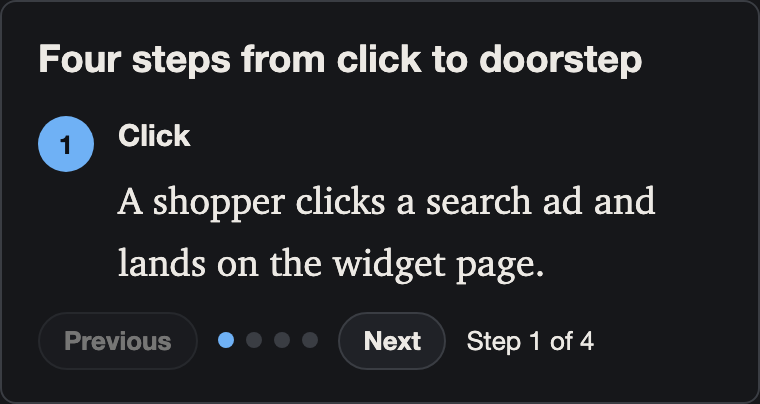 Four steps from click to doorstep
1
Click
A shopper clicks a search ad and
lands on the widget page.
Previous
Next
Step 1 of 4